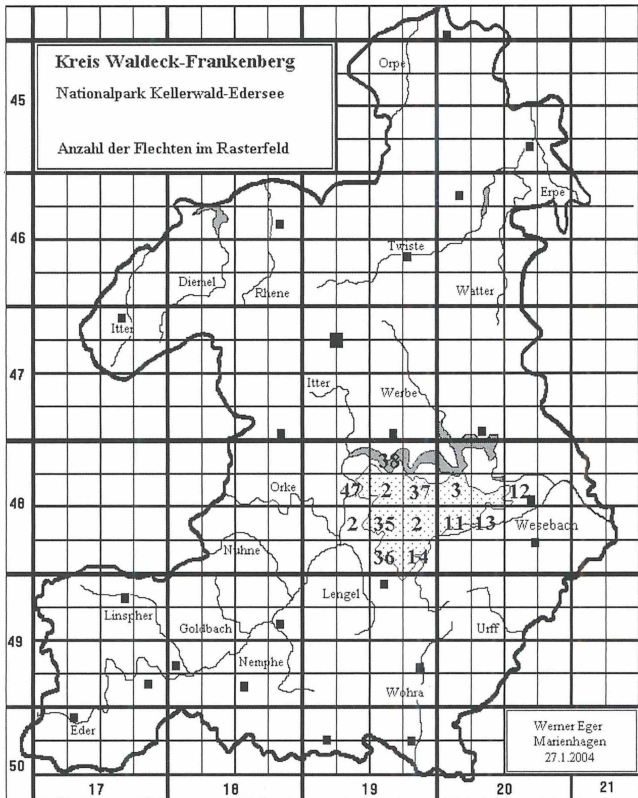 Kreis Waldeck-Frankenberg
Nationalpark Kellerwald-Edersee
Anzahl der Flechten im Rasterfeld
Orpe
45
Erpe
46
Twiste
Diemel
Rhene
Watter
Itter
47
Itter
Werbe
38
47 2 37 3 12
Orke
48
2 35 2 11 13
Wesebach
Nuhne
36 14
Lengel
Linspher
Goldbach
Urff
49
Nemphe
Wohra
Eder
Werner Eger
Marienhagen
27.1.2004
50
17 18 19 20 21